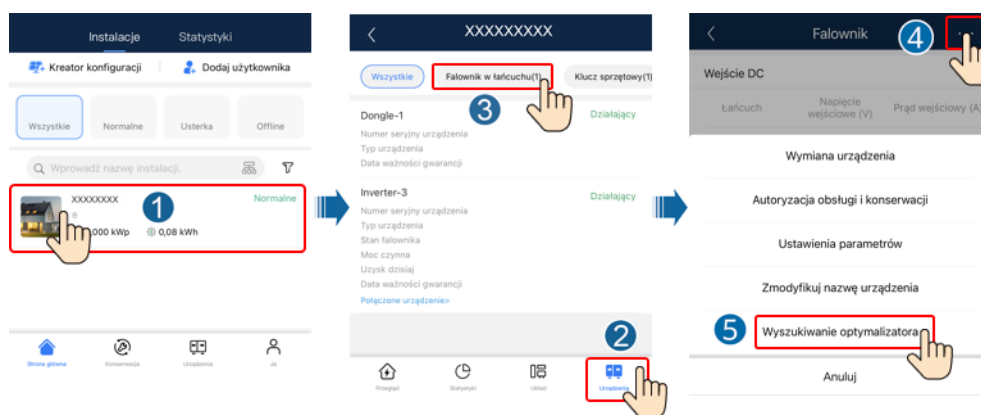 Instalacje Statystyki
Kreator konfiguracji Dodaj użytkownika
Wszystkie Normalne Usterka Offline
Wprowadź nazwę instalacji.
XXXXXXXX Normalne
1
000 kWp 0,08 kWh
Strona główna Konserwacja Urządzenia Ja
XXXXXXXXX
Wszystkie Falownik w łańcuchu(1) Klucz sprzętowy(1)
3
Dongle-1 Działający
Numer seryjny urządzenia
Typ urządzenia
Data ważności gwarancji
Inverter-3 Działający
Numer seryjny urządzenia
Typ urządzenia
Stan falownika
Moc czynna
Uzysk dzisiaj
Data ważności gwarancji
Połączone urządzenie>
2
Przegląd Statystyki Układ Urządzenia
Falownik 4 ...
Wejście DC
Łańcuch Napięcie wejściowe (V) Prąd wejściowy (A)
Wymiana urządzenia
Autoryzacja obsługi i konserwacji
Ustawienia parametrów
Zmodyfikuj nazwę urządzenia
5 Wyszukiwanie optymalizatora
Anuluj